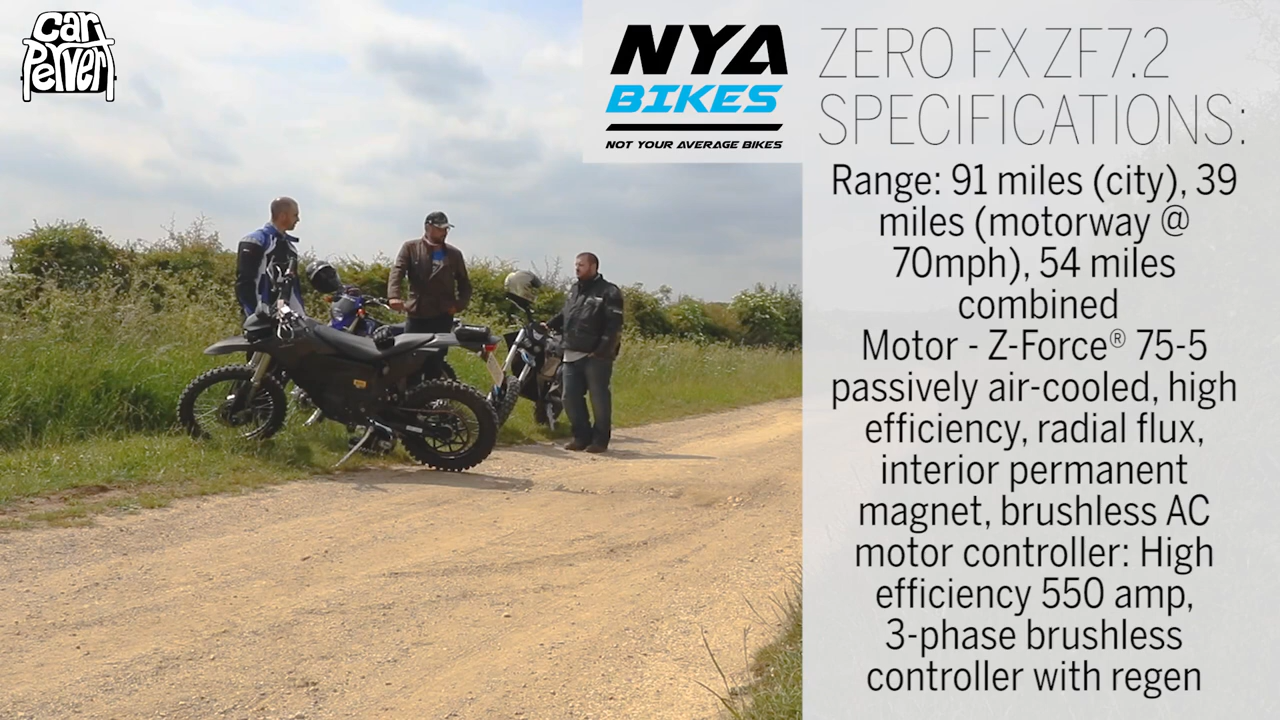 Car
Pervert
NYA
BIKES
NOT YOUR AVERAGE BIKES
ZERO FX ZF7.2
SPECIFICATIONS:
Range: 91 miles (city), 39
miles (motorway @
70mph), 54 miles
combined
Motor - Z-Force® 75-5
passively air-cooled, high
efficiency, radial flux,
interior permanent
magnet, brushless AC
motor controller: High
efficiency 550 amp,
3-phase brushless
controller with regen